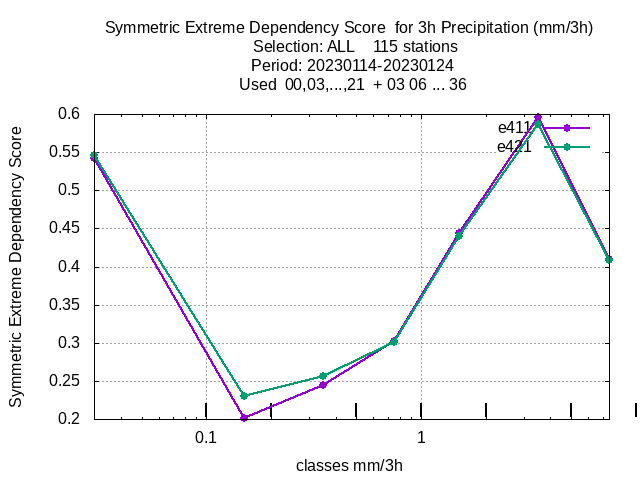 Symmetric Extreme Dependency Score  for 3h Precipitation (mm/3h)
Selection: ALL    115 stations
Period: 20230114-20230124
Used  00,03,...,21  + 03 06 ... 36
Symmetric Extreme Dependency Score
0.6
0.55
0.5
0.45
0.4
0.35
0.3
0.25
0.2
e411
e421
0.1
1
classes mm/3h